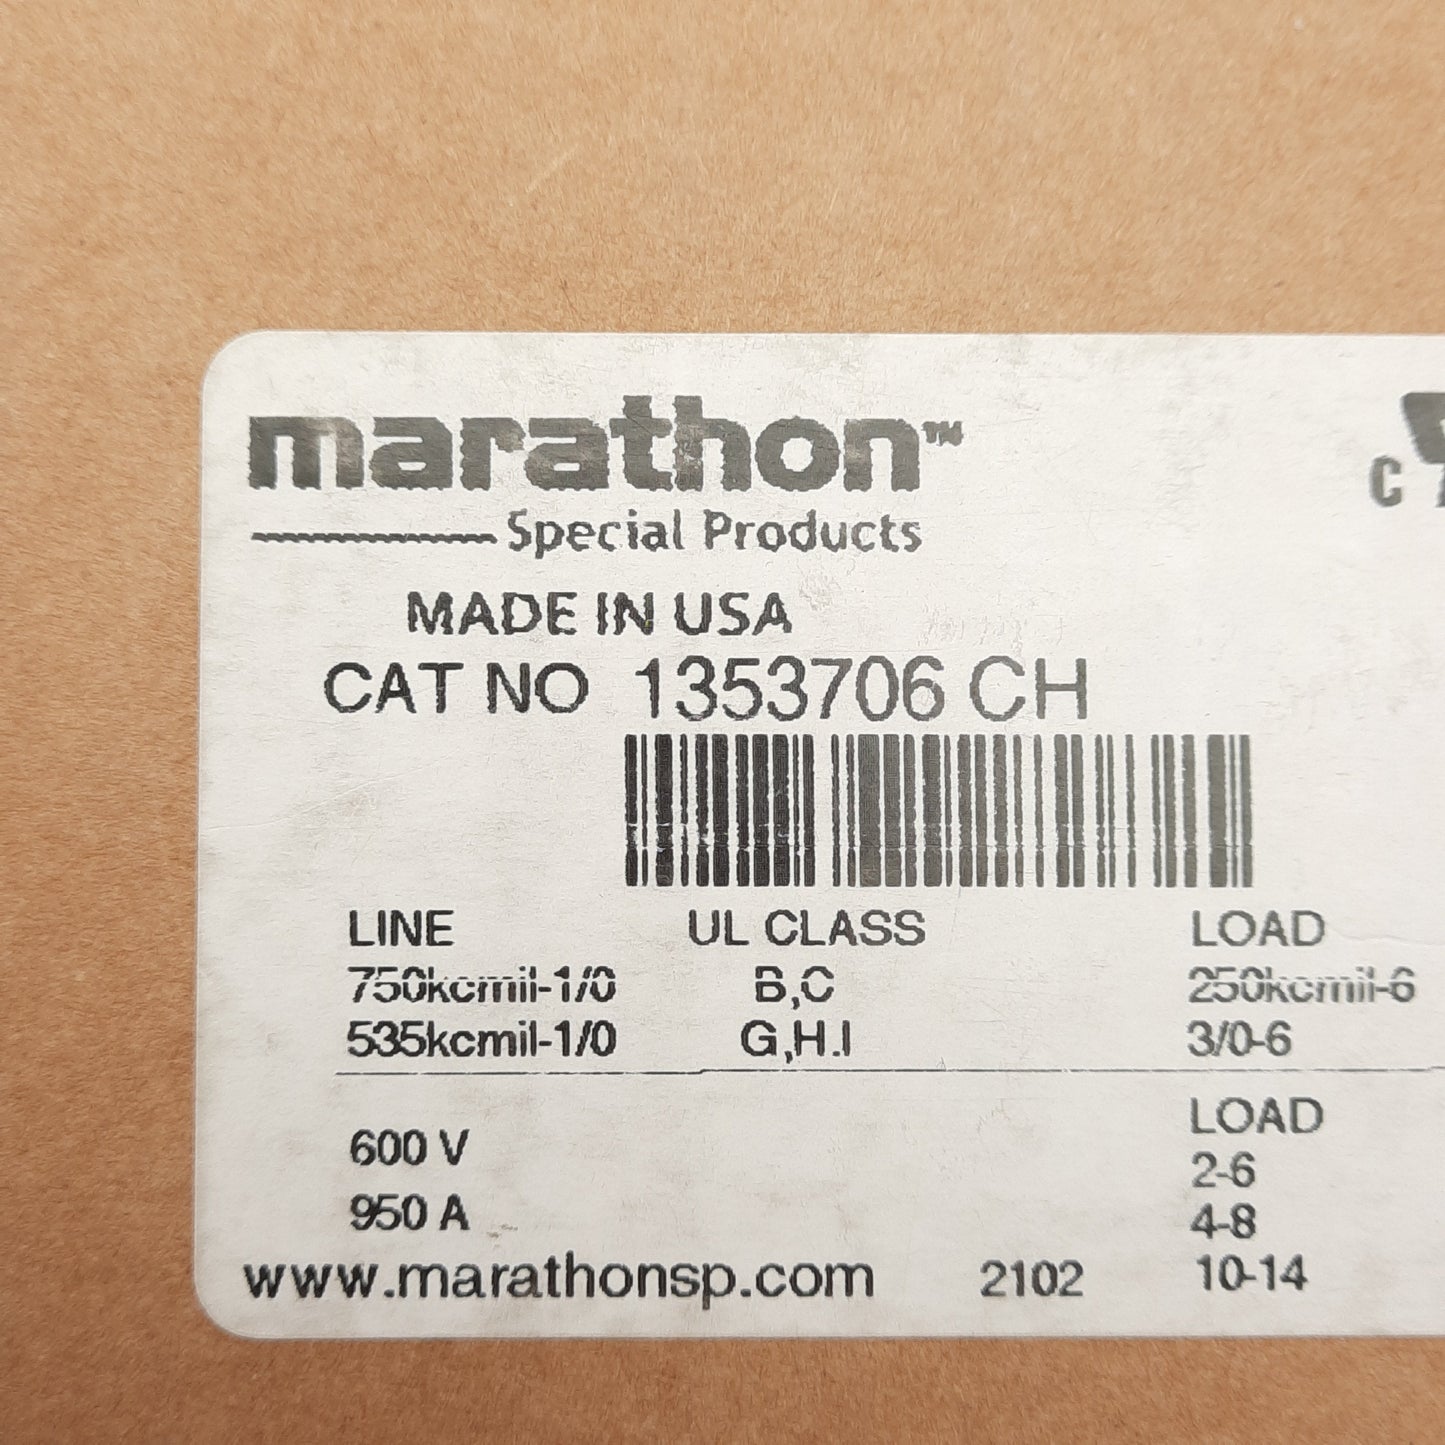 marathon™
Special Products
MADE IN USA
CAT NO 1353706 CH
LINE UL CLASS LOAD
750kcmil-1/0 B,C 250kcmil-6
535kcmil-1/0 G,H.I 3/0-6
LOAD
600 V 2-6
950 A 4-8
www.marathonsp.com 2102 10-14
C